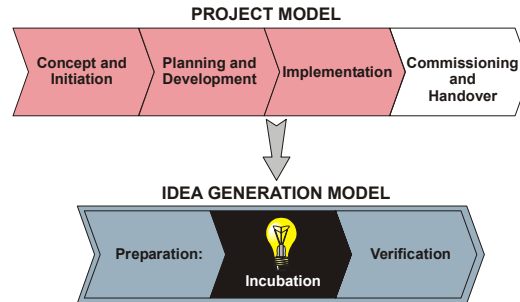 PROJECT MODEL
Concept and
Initiation
Planning and
Development
Implementation
Commissioning
and
Handover
IDEA GENERATION MODEL
Preparation:
Incubation
Verification